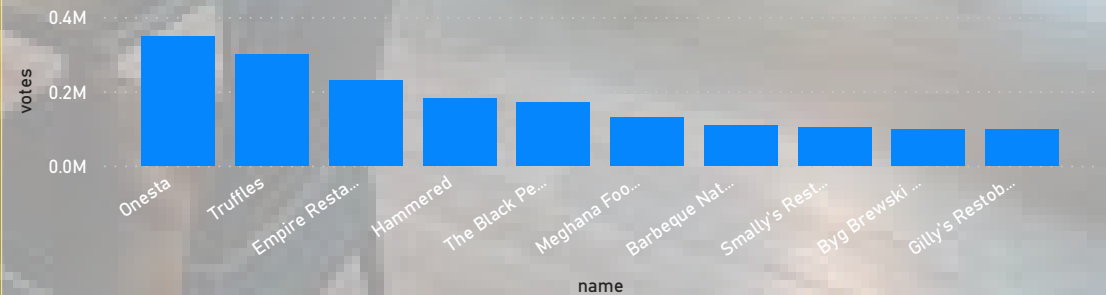 0.4M
0.2M
0.0M
votes
Onesta
Truffles
Empire Resta...
Hammered
The Black Pe...
Meghana Foo...
Barbeque Nat...
Smally's Rest...
Byg Brewski ...
Gilly's Restob...
name